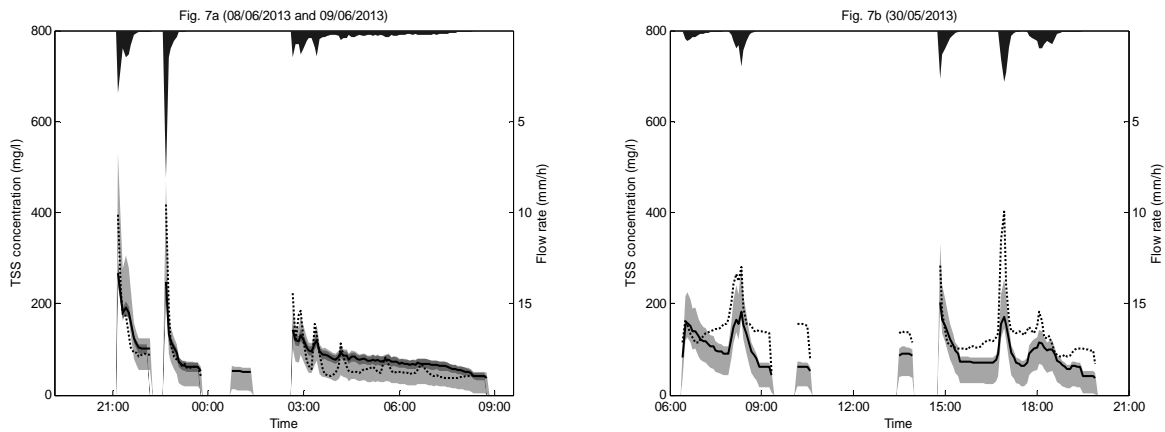 Fig. 7a (08/06/2013 and 09/06/2013)
800
600
400
200
0
TSS concentration (mg/l)
5
10
15
Flow rate (mm/h)
21:00 00:00 03:00 06:00 09:00
Time
Fig. 7b (30/05/2013)
800
600
400
200
0
TSS concentration (mg/l)
5
10
15
Flow rate (mm/h)
06:00 09:00 12:00 15:00 18:00 21:00
Time